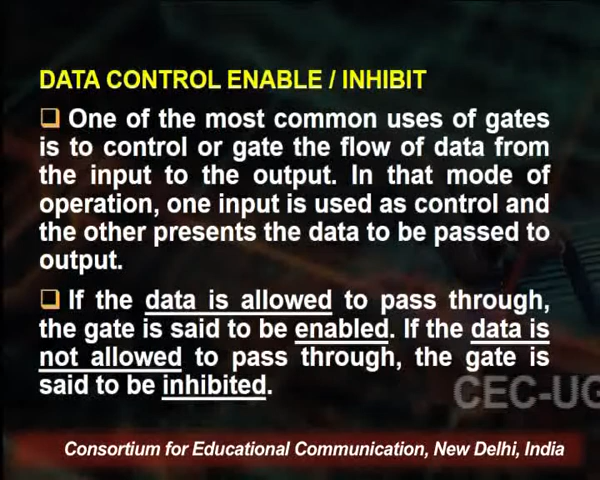 DATA CONTROL ENABLE / INHIBIT
❑ One of the most common uses of gates
is to control or gate the flow of data from
the input to the output. In that mode of
operation, one input is used as control and
the other presents the data to be passed to
output.
❑ If the data is allowed to pass through,
the gate is said to be enabled. If the data is
not allowed to pass through, the gate is
said to be inhibited.
CEC-UG
Consortium for Educational Communication, New Delhi, India